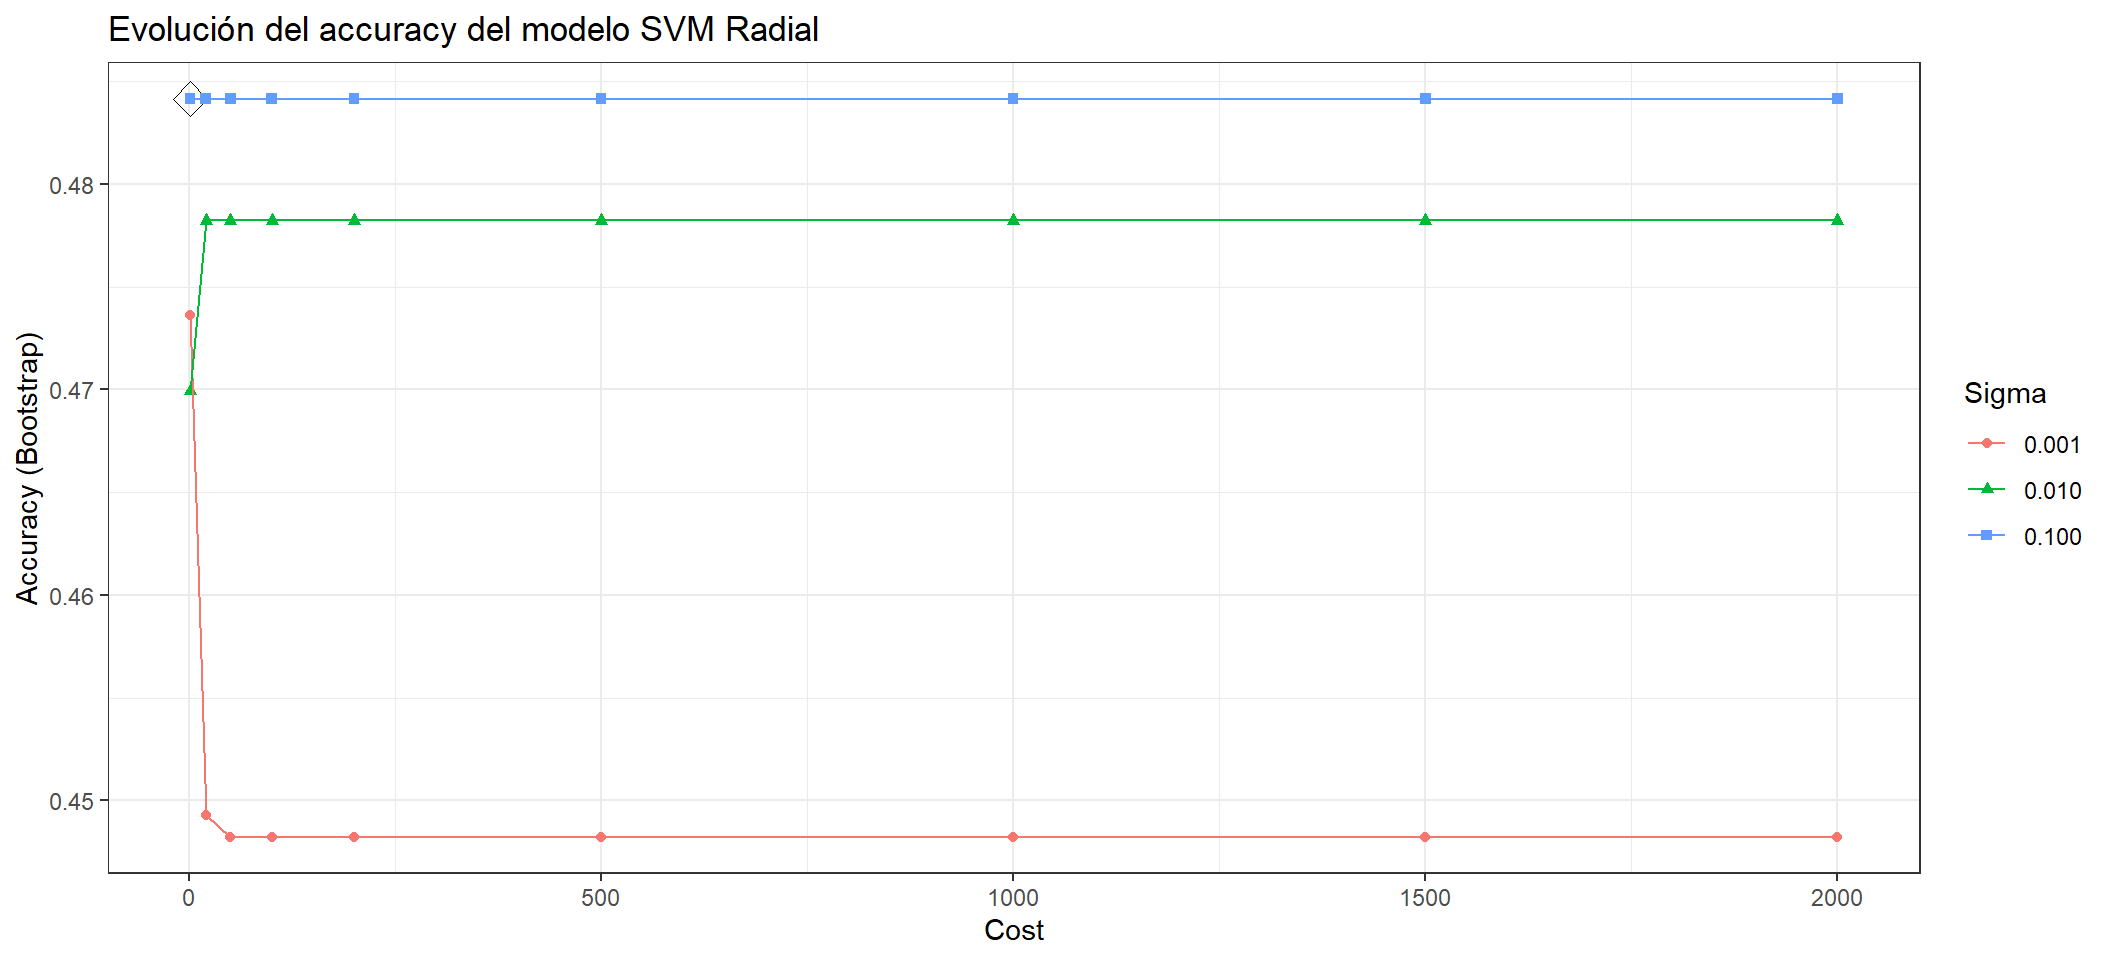 Evolución del accuracy del modelo SVM Radial
Accuracy (Bootstrap)
0.48
0.47
0.46
0.45
0 500 1000 1500 2000
Cost
Sigma
0.001
0.010
0.100